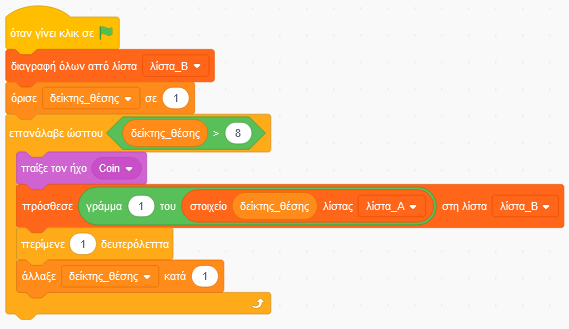 όταν γίνει κλικ σε
διαγραφή όλων από λίστα λίστα_Β
όρισε δείκτης_θέσης σε 1
επανάλαβε ώσπου δείκτης_θέσης > 8
παίξε τον ήχο Coin
πρόσθεσε γράμμα 1 του στοιχείο δείκτης_θέσης λίστας λίστα_Α στη λίστα λίστα_Β
περίμενε 1 δευτερόλεπτα
άλλαξε δείκτης_θέσης κατά 1